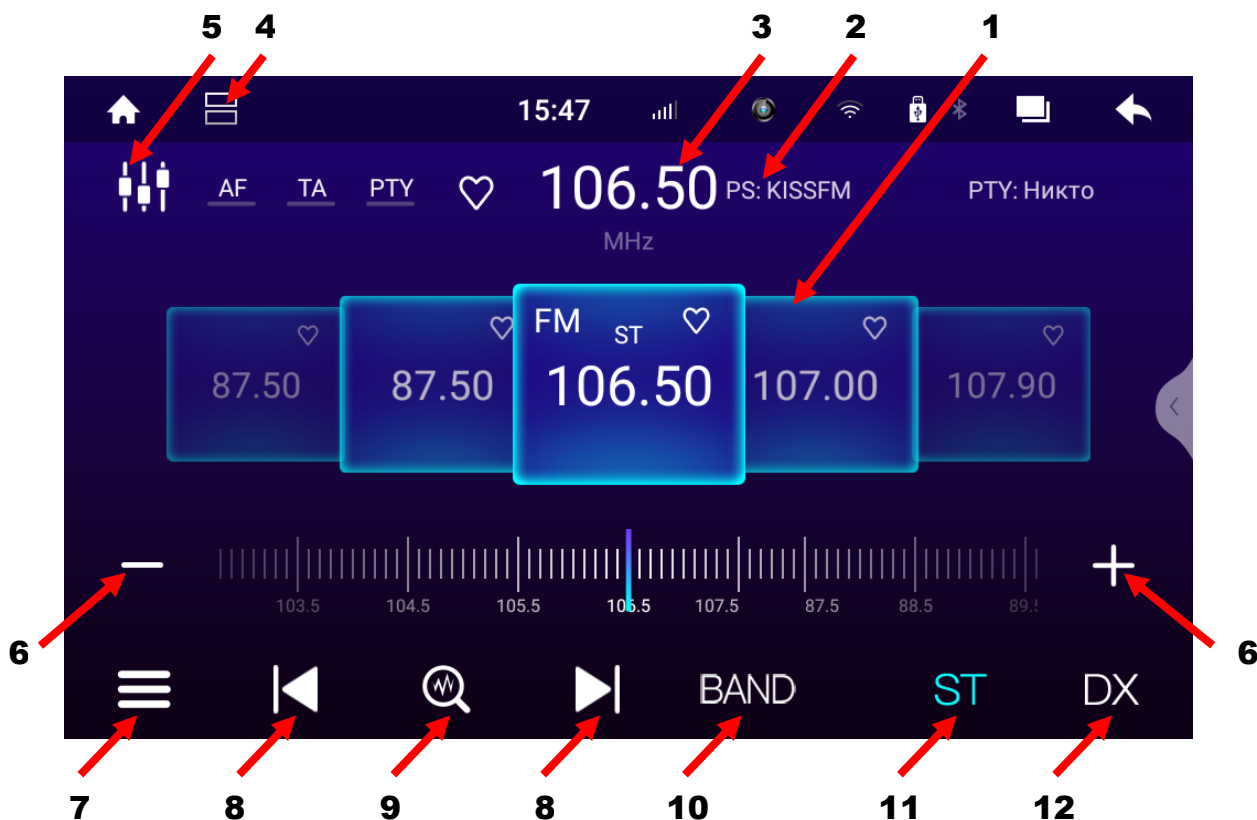 5 4 3 2 1
15:47
AF TA PTY 106.50 PS: KISSFM PTY: Никто
MHz
FM ST
87.50 87.50 106.50 107.00 107.90
103.5 104.5 105.5 106.5 107.5 87.5 88.5 89.5
6 6
BAND ST DX
7 8 9 8 10 11 12